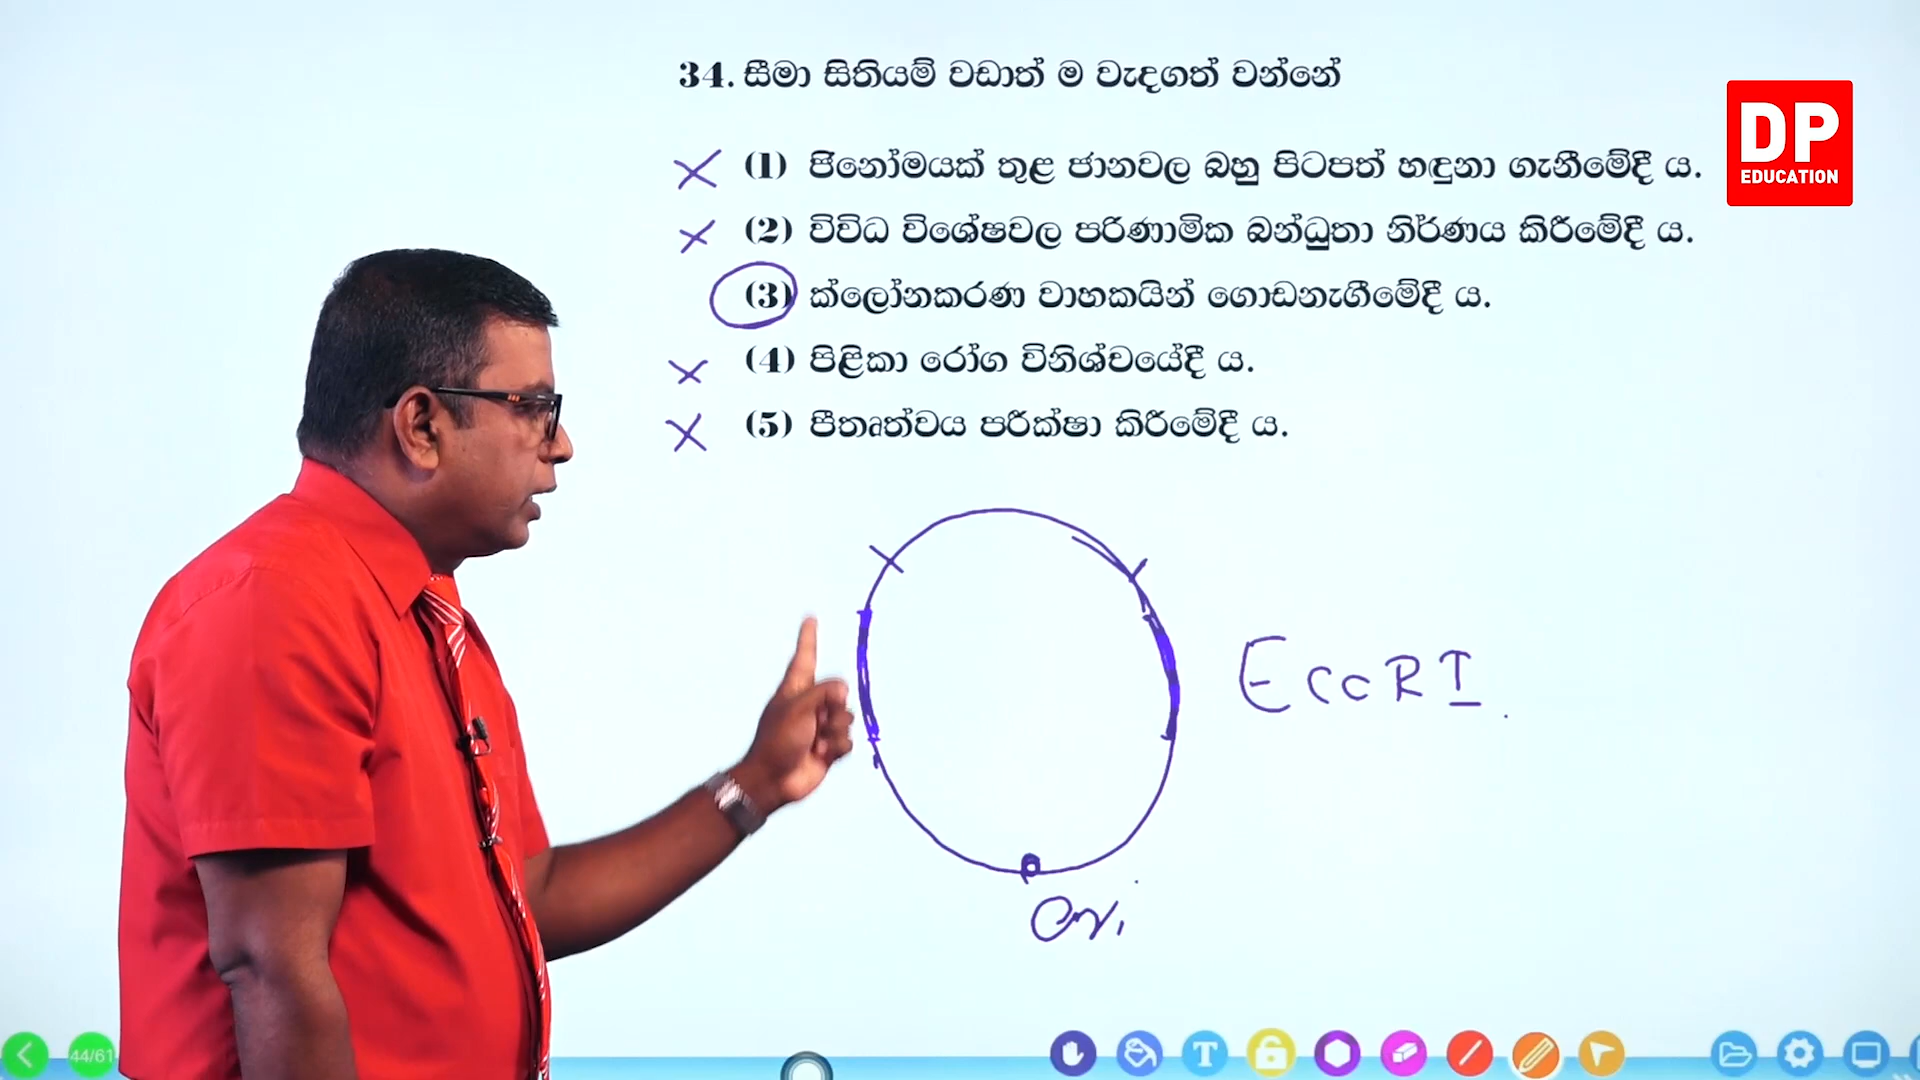 34. සීමා සිතියම් වඩාත් ම වැදගත් වන්නේ
(1) ජිනෝමයක් තුළ ජානවල බහු පිටපත් හඳුනා ගැනීමේදී ය.
(2) විවිධ විශේෂවල පරිණාමික බන්ධුතා නිර්ණය කිරීමේදී ය.
(3) ක්ලෝනකරණ වාහකයින් ගොඩනැගීමේදී ය.
(4) පිළිකා රෝග විනිශ්චයේදී ය.
(5) පීතෘත්වය පරීක්ෂා කිරීමේදී ය.
DP
EDUCATION
EcoRI
Ori
44/61
T